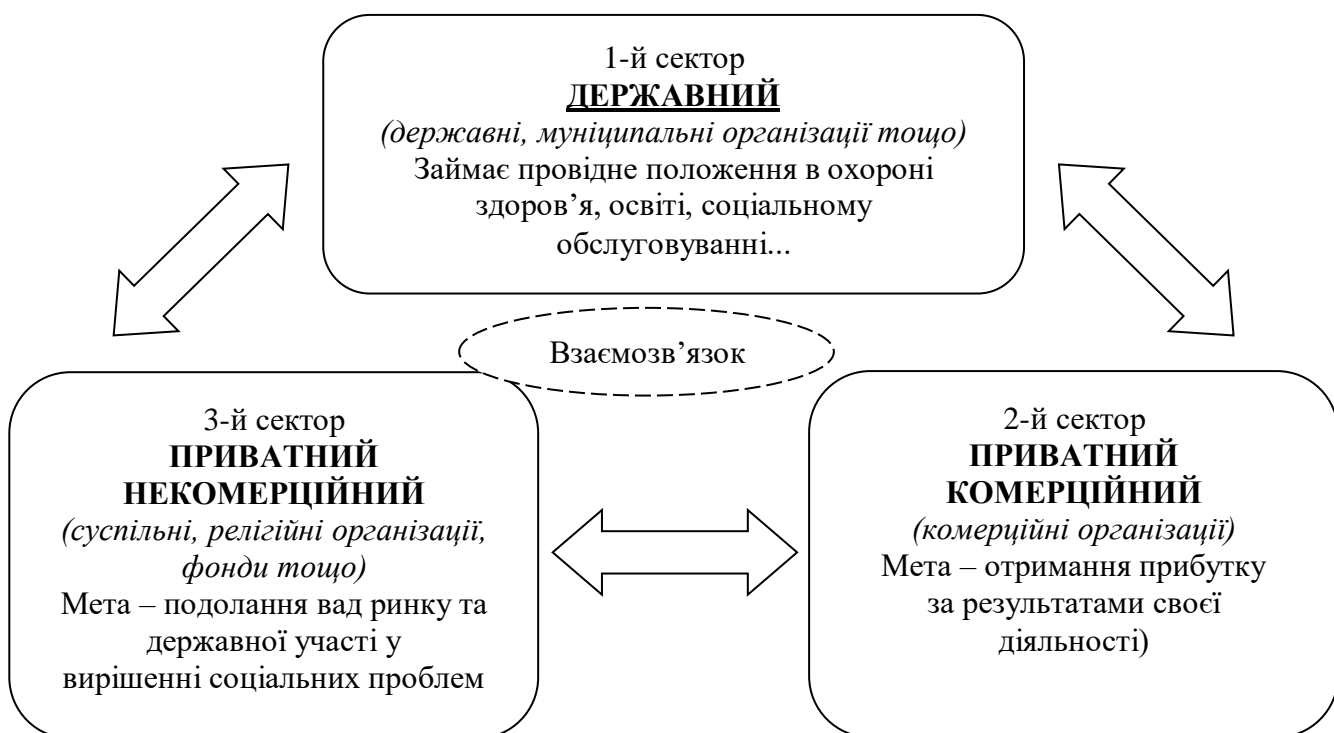 1-й сектор
ДЕРЖАВНИЙ
(державні, муніципальні організації тощо)
Займає провідне положення в охороні
здоров’я, освіті, соціальному
обслуговуванні...
Взаємозв’язок
3-й сектор
ПРИВАТНИЙ
НЕКОМЕРЦІЙНИЙ
(суспільні, релігійні організації,
фонди тощо)
Мета – подолання вад ринку та
державної участі у
вирішенні соціальних проблем
2-й сектор
ПРИВАТНИЙ
КОМЕРЦІЙНИЙ
(комерційні організації)
Мета – отримання прибутку
за результатами своєї
діяльності)